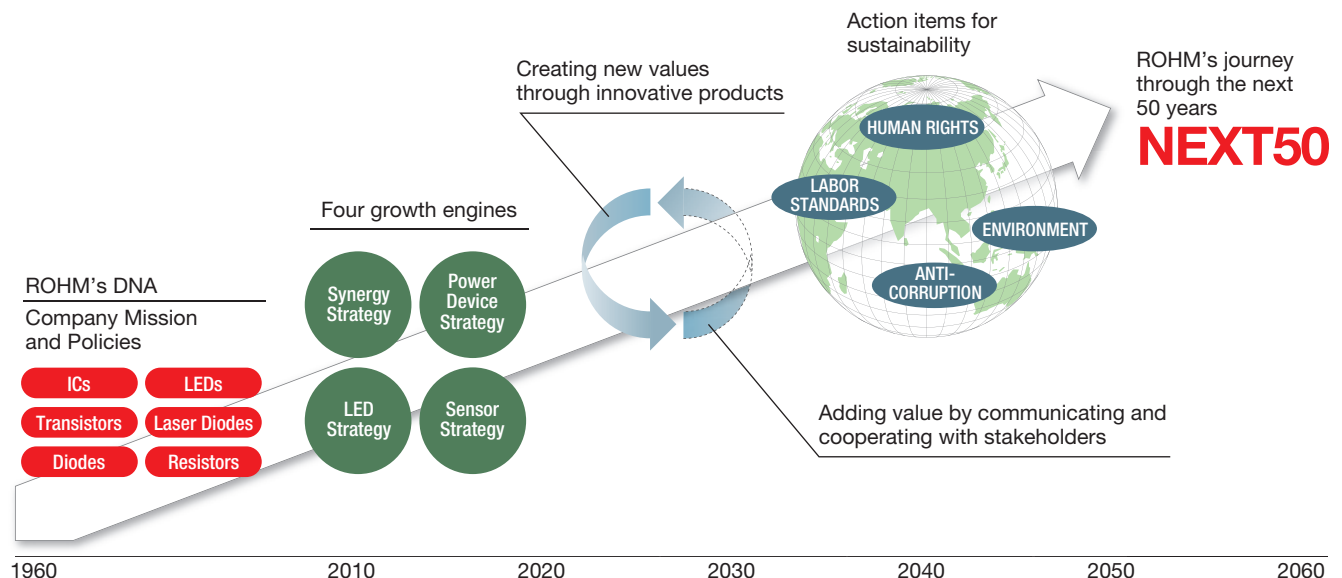 ROHM's DNA
Company Mission
and Policies
ICs
LEDs
Transistors
Laser Diodes
Diodes
Resistors
Four growth engines
Synergy
Strategy
Power
Device
Strategy
LED
Strategy
Sensor
Strategy
Creating new values
through innovative products
Adding value by communicating and
cooperating with stakeholders
Action items for
sustainability
HUMAN RIGHTS
LABOR
STANDARDS
ENVIRONMENT
ANTI-
CORRUPTION
ROHM's journey
through the next
50 years
NEXT50
1960
2010
2020
2030
2040
2050
2060